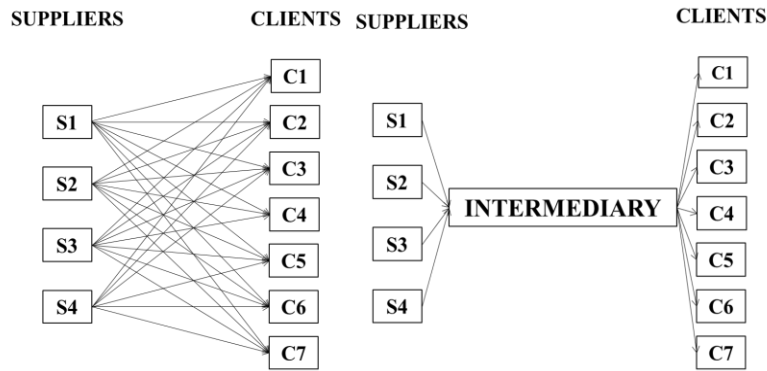 SUPPLIERS
CLIENTS
S1
S2
S3
S4
C1
C2
C3
C4
C5
C6
C7
SUPPLIERS
CLIENTS
S1
S2
S3
S4
INTERMEDIARY
C1
C2
C3
C4
C5
C6
C7